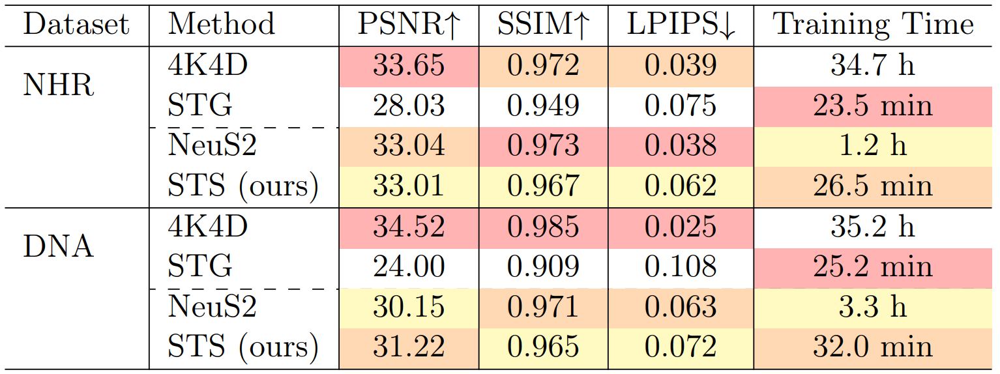 Dataset Method PSNR↑ SSIM↑ LPIPS↓ Training Time
NHR
4K4D 33.65 0.972 0.039 34.7 h
STG 28.03 0.949 0.075 23.5 min
NeuS2 33.04 0.973 0.038 1.2 h
STS (ours) 33.01 0.967 0.062 26.5 min
DNA
4K4D 34.52 0.985 0.025 35.2 h
STG 24.00 0.909 0.108 25.2 min
NeuS2 30.15 0.971 0.063 3.3 h
STS (ours) 31.22 0.965 0.072 32.0 min